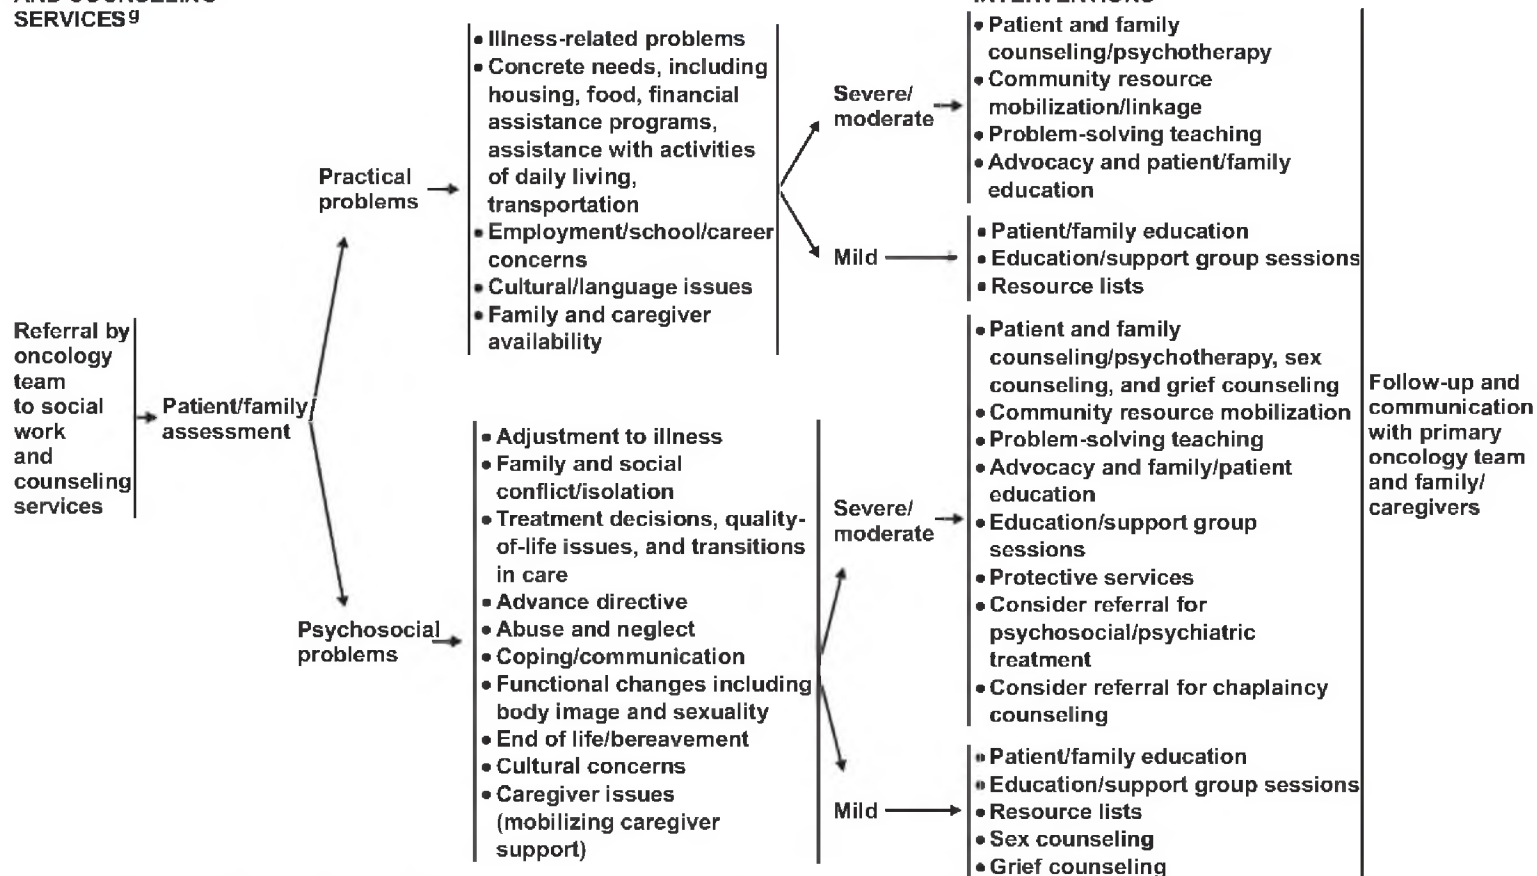 SERVICES g
• Illness-related problems
• Concrete needs, including
housing, food, financial
assistance programs,
assistance with activities
of daily living,
transportation
• Employment/school/career
concerns
• Cultural/language issues
• Family and caregiver
availability
Practical
problems
Severe/
moderate
Mild
• Patient and family
counseling/psychotherapy
• Community resource
mobilization/linkage
• Problem-solving teaching
• Advocacy and patient/family
education
• Patient/family education
• Education/support group sessions
• Resource lists
Referral by
oncology
team
to social
work
and
counseling
services
Patient/family
assessment
Psychosocial
problems
• Adjustment to illness
• Family and social
conflict/isolation
• Treatment decisions, quality-
of-life issues, and transitions
in care
• Advance directive
• Abuse and neglect
• Coping/communication
• Functional changes including
body image and sexuality
• End of life/bereavement
• Cultural concerns
• Caregiver issues
(mobilizing caregiver
support)
Severe/
moderate
Mild
• Patient and family
counseling/psychotherapy, sex
counseling, and grief counseling
• Community resource mobilization
• Problem-solving teaching
• Advocacy and family/patient
education
• Education/support group
sessions
• Protective services
• Consider referral for
psychosocial/psychiatric
treatment
• Consider referral for chaplaincy
counseling
• Patient/family education
• Education/support group sessions
• Resource lists
• Sex counseling
• Grief counseling
Follow-up and
communication
with primary
oncology team
and family/
caregivers